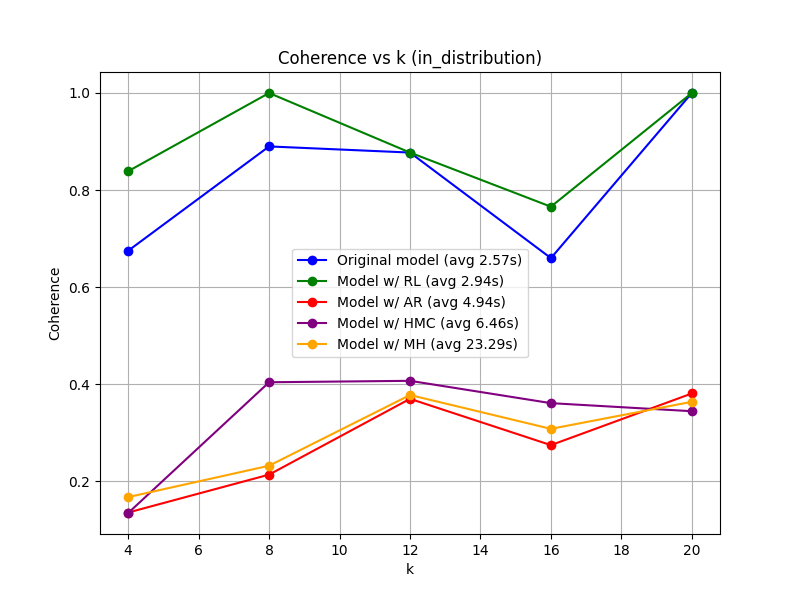 Coherence vs k (in_distribution)
Coherence
1.0
0.8
0.6
0.4
0.2
Original model (avg 2.57s)
Model w/ RL (avg 2.94s)
Model w/ AR (avg 4.94s)
Model w/ HMC (avg 6.46s)
Model w/ MH (avg 23.29s)
4 6 8 10 12 14 16 18 20
k